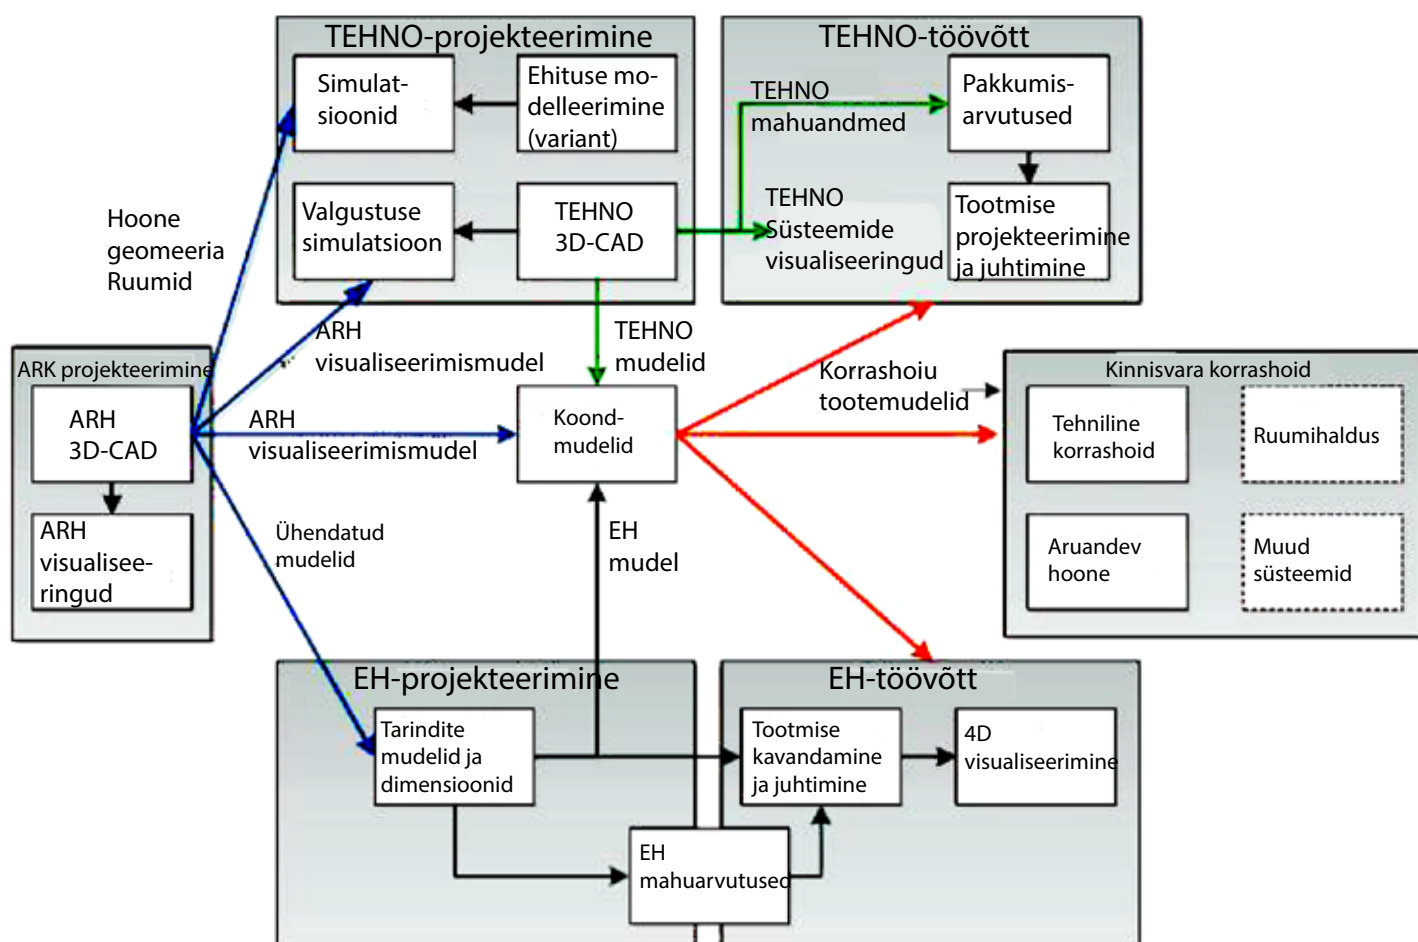 TEHNO-projekteerimine
Simulat-
sioonid
Ehituse mo-
delleerimine
(variant)
Valgustuse
simulatsioon
TEHNO
3D-CAD
TEHNO-töövõtt
TEHNO
mahuandmed
Pakkumis-
arvutused
TEHNO
Süsteemide
visualiseeringud
Tootmise
projekteerimine
ja juhtimine
Hoone
geomeeria
Ruumid
ARH
visualiseerimismudel
TEHNO
mudelid
ARK projekteerimine
ARH
3D-CAD
ARH
visualisee-
ringud
ARH
visualiseerimismudel
Koond-
mudelid
Korrashoiu
tootemudelid
Kinnisvara korrashoid
Tehniline
korrashoid
Ruumihaldus
Aruandev
hoone
Muud
süsteemid
Ühendatud
mudelid
EH
mudel
EH-projekteerimine
Tarindite
mudelid ja
dimensioonid
EH
mahuarvutused
EH-töövõtt
Tootmise
kavandamine
ja juhtimine
4D
visualiseerimine